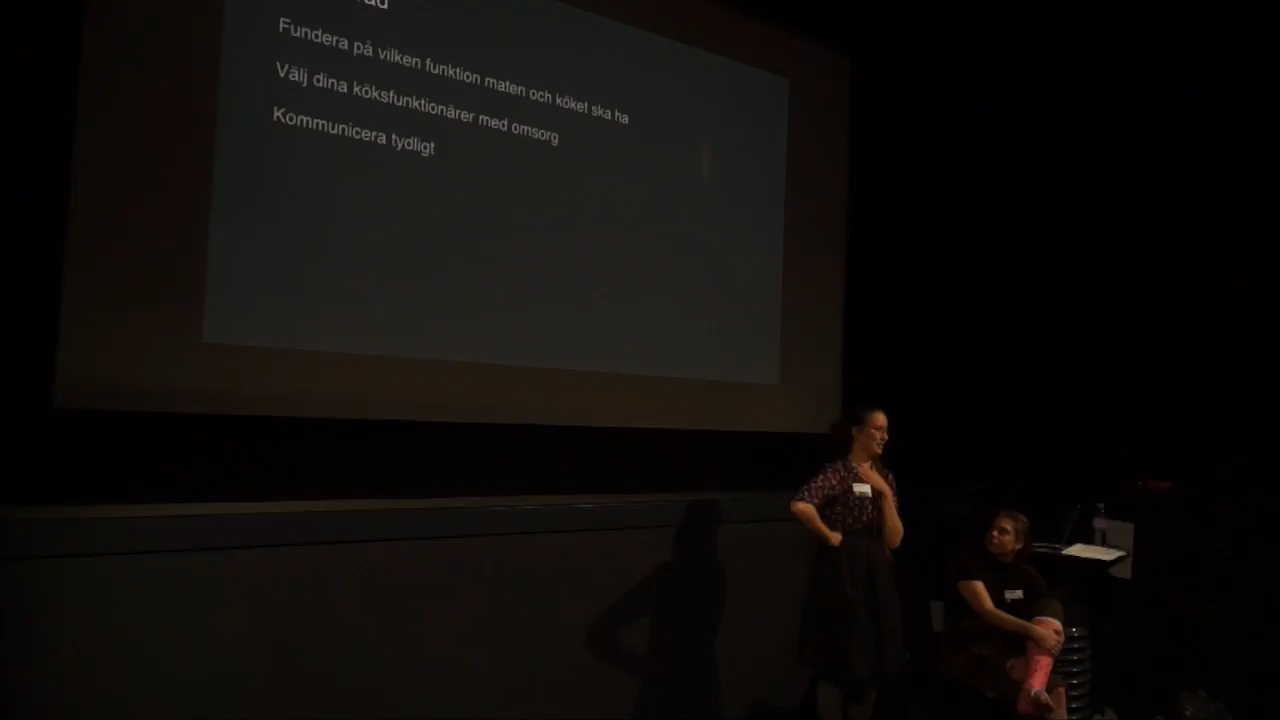 Fundera på vilken funktion maten och köket ska ha
Välj dina köksfunktionärer med omsorg
Kommunicera tydligt